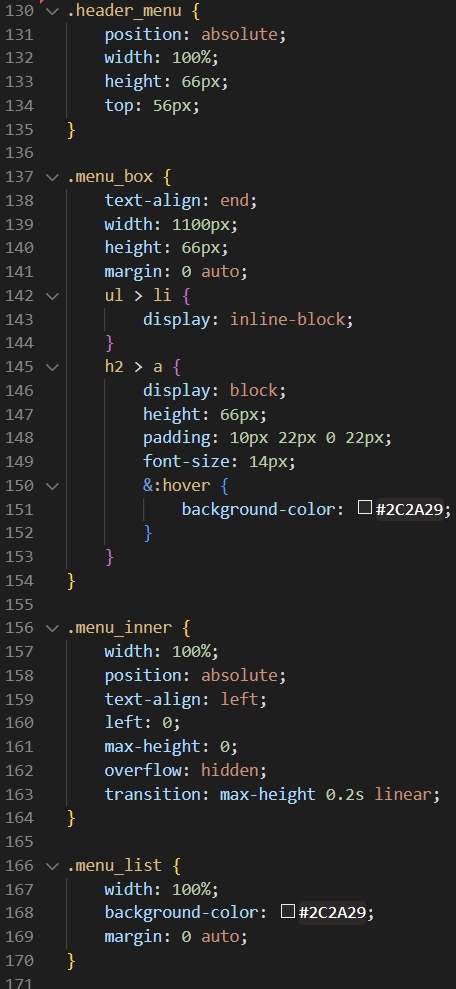 130 .header_menu {
131 position: absolute;
132 width: 100%;
133 height: 66px;
134 top: 56px;
135 }
136
137 .menu_box {
138 text-align: end;
139 width: 1100px;
140 height: 66px;
141 margin: 0 auto;
142 ul > li {
143 display: inline-block;
144 }
145 h2 > a {
146 display: block;
147 height: 66px;
148 padding: 10px 22px 0 22px;
149 font-size: 14px;
150 &:hover {
151 background-color: #2C2A29;
152 }
153 }
154 }
155
156 .menu_inner {
157 width: 100%;
158 position: absolute;
159 text-align: left;
160 left: 0;
161 max-height: 0;
162 overflow: hidden;
163 transition: max-height 0.2s linear;
164 }
165
166 .menu_list {
167 width: 100%;
168 background-color: #2C2A29;
169 margin: 0 auto;
170 }
171